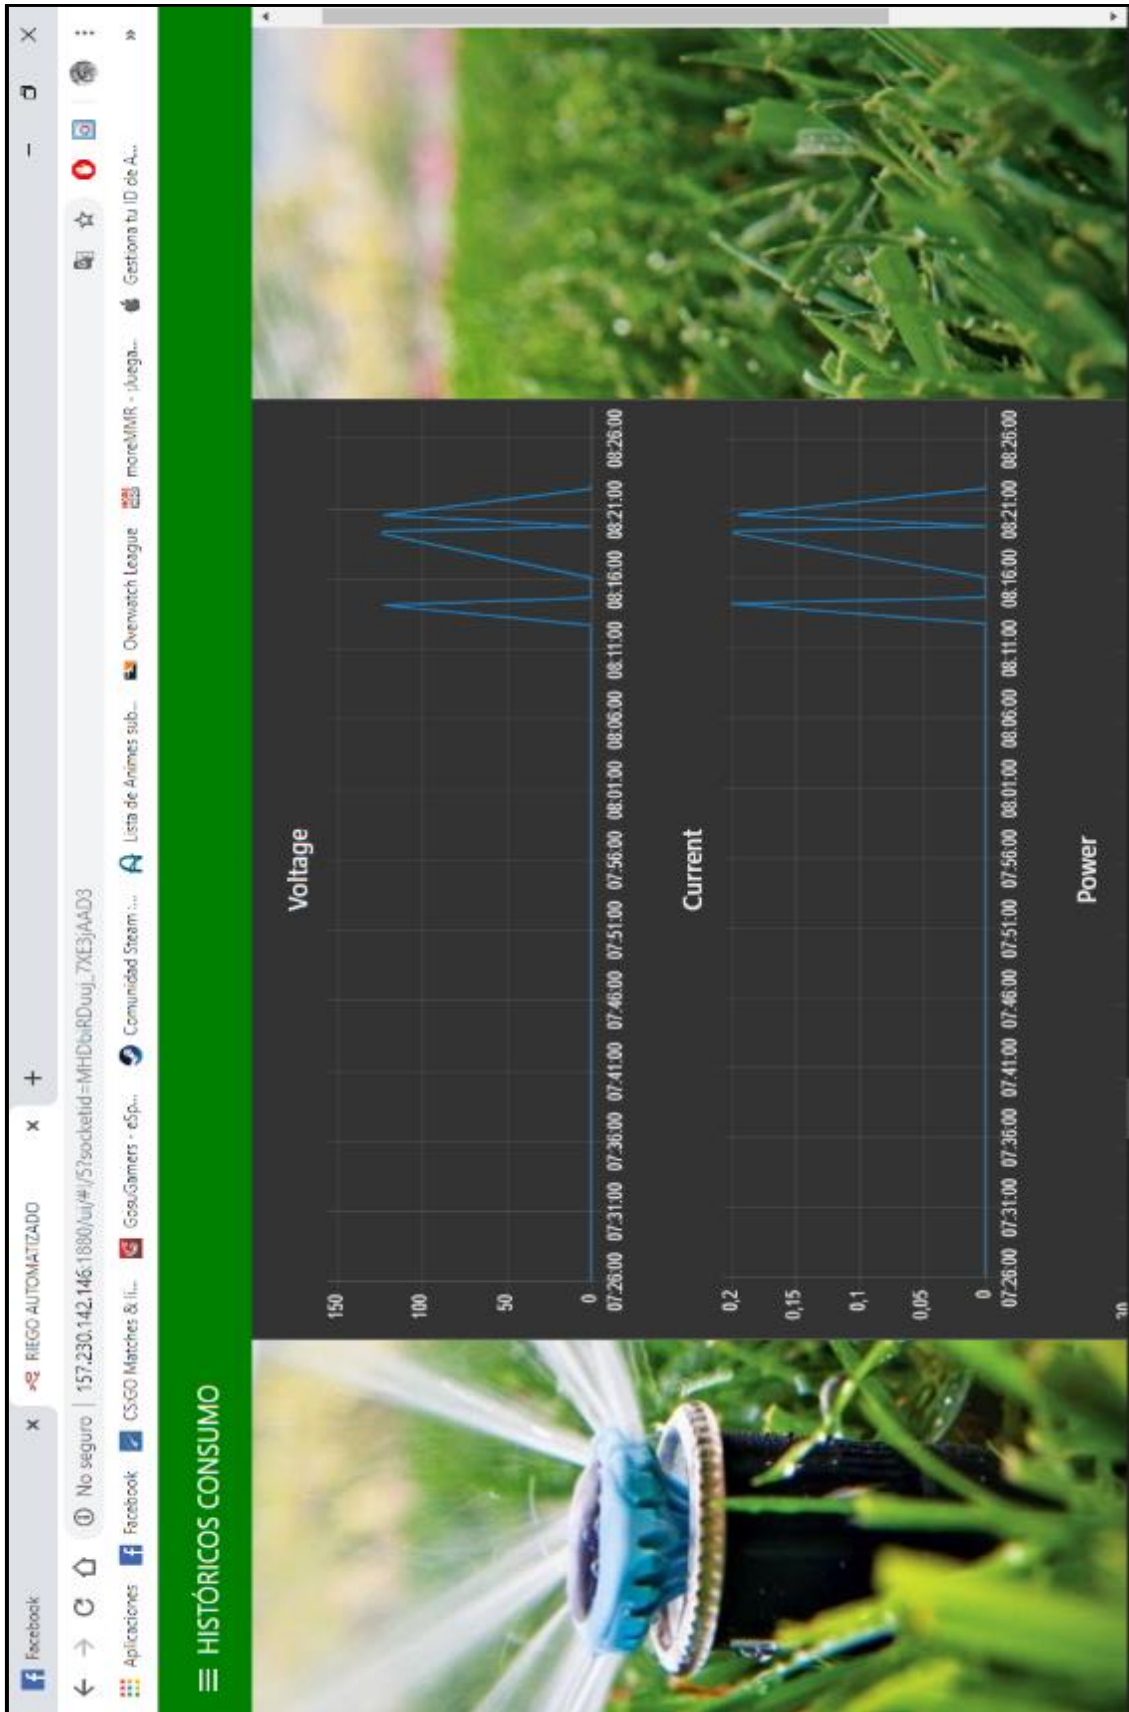 Facebook
RIEGO AUTOMATIZADO
No seguro | 157.230.142.146:1880/ui/#!/5?socketid=MHDbiRDuuj_7XE3jAAD3
Aplicaciones Facebook CS:GO Matches & li... GosuGamers - eSp... Comunidad Steam :... Lista de Animes sub... Overwatch League moreMMR - ¡Juega... Gestiona tu ID de A... »
HISTÓRICOS CONSUMO
Voltage
150
100
50
0
07:26:00 07:31:00 07:36:00 07:41:00 07:46:00 07:51:00 07:56:00 08:01:00 08:06:00 08:11:00 08:16:00 08:21:00 08:26:00
Current
0,2
0,15
0,1
0,05
0
07:26:00 07:31:00 07:36:00 07:41:00 07:46:00 07:51:00 07:56:00 08:01:00 08:06:00 08:11:00 08:16:00 08:21:00 08:26:00
Power